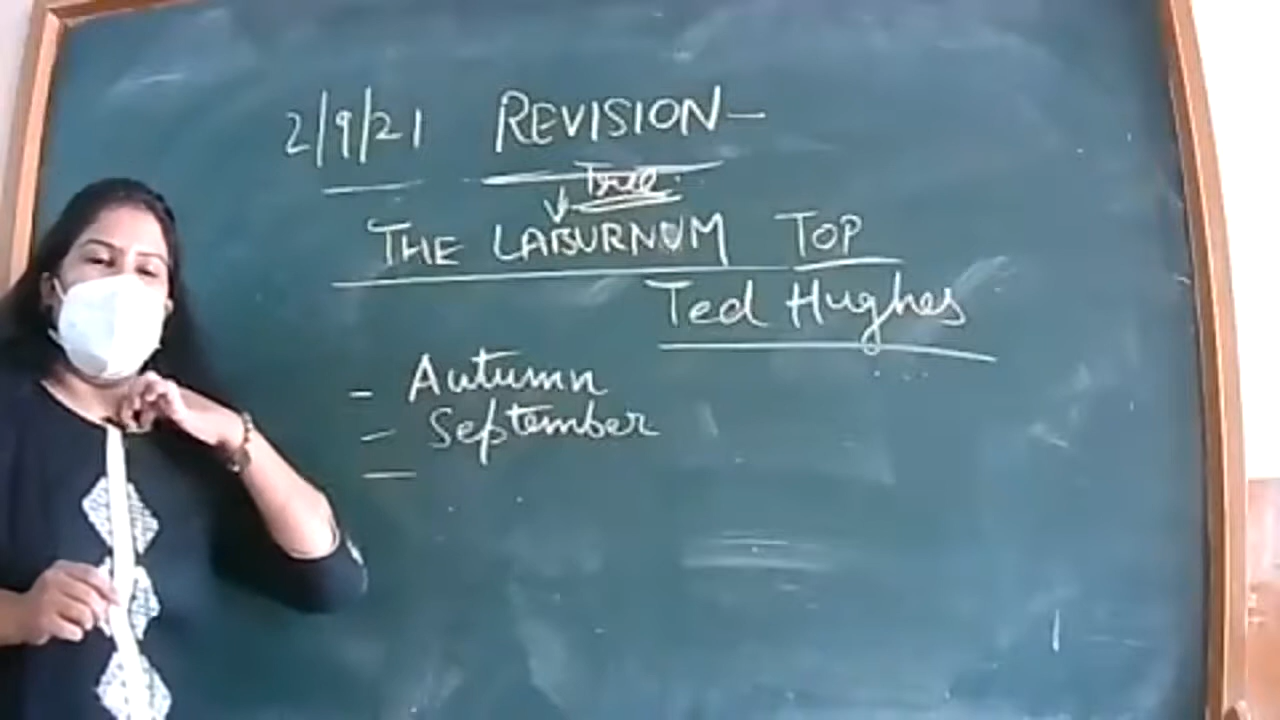 2/9/21 REVISION-
Tree.
THE LABURNUM TOP
Ted Hughes
- Autumn
- September
-